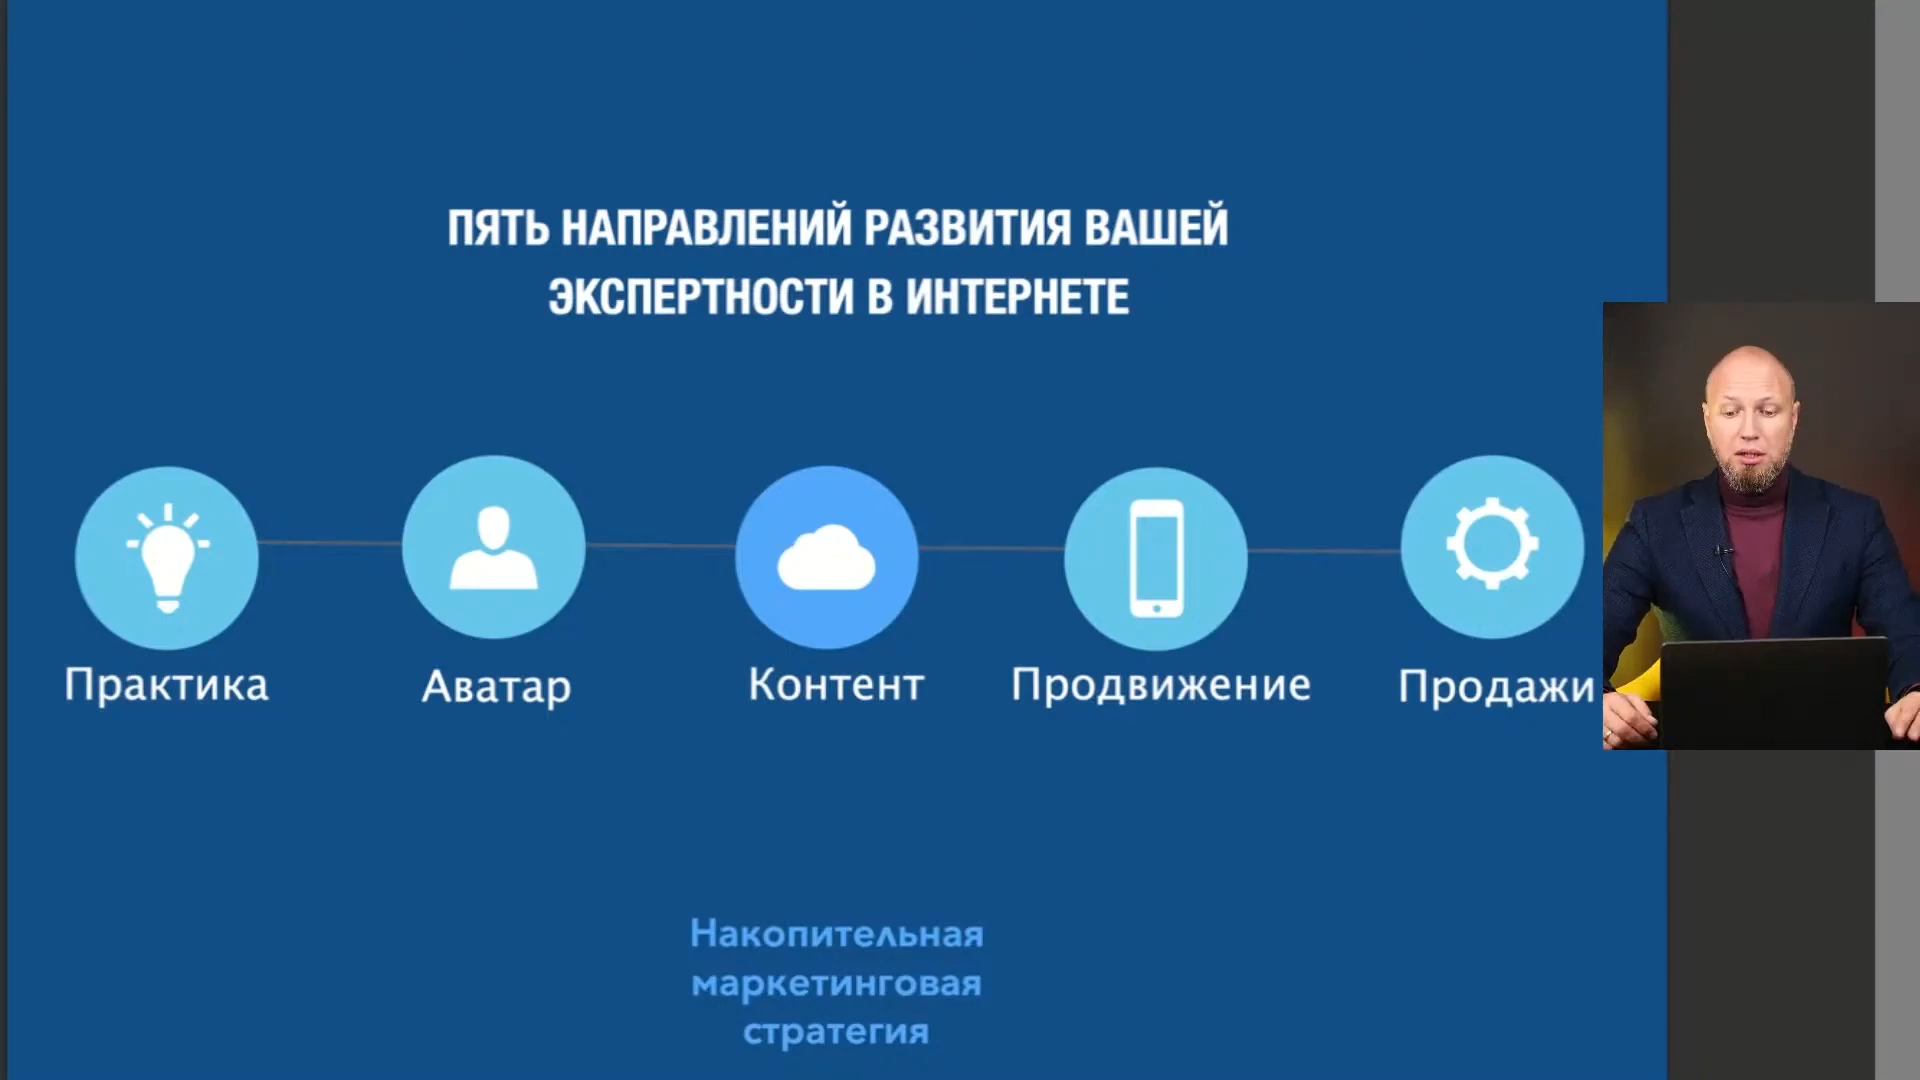 ПЯТЬ НАПРАВЛЕНИЙ РАЗВИТИЯ ВАШЕЙ
ЭКСПЕРТНОСТИ В ИНТЕРНЕТЕ
Практика
Аватар
Контент
Продвижение
Продажи
Накопительная
маркетинговая
стратегия